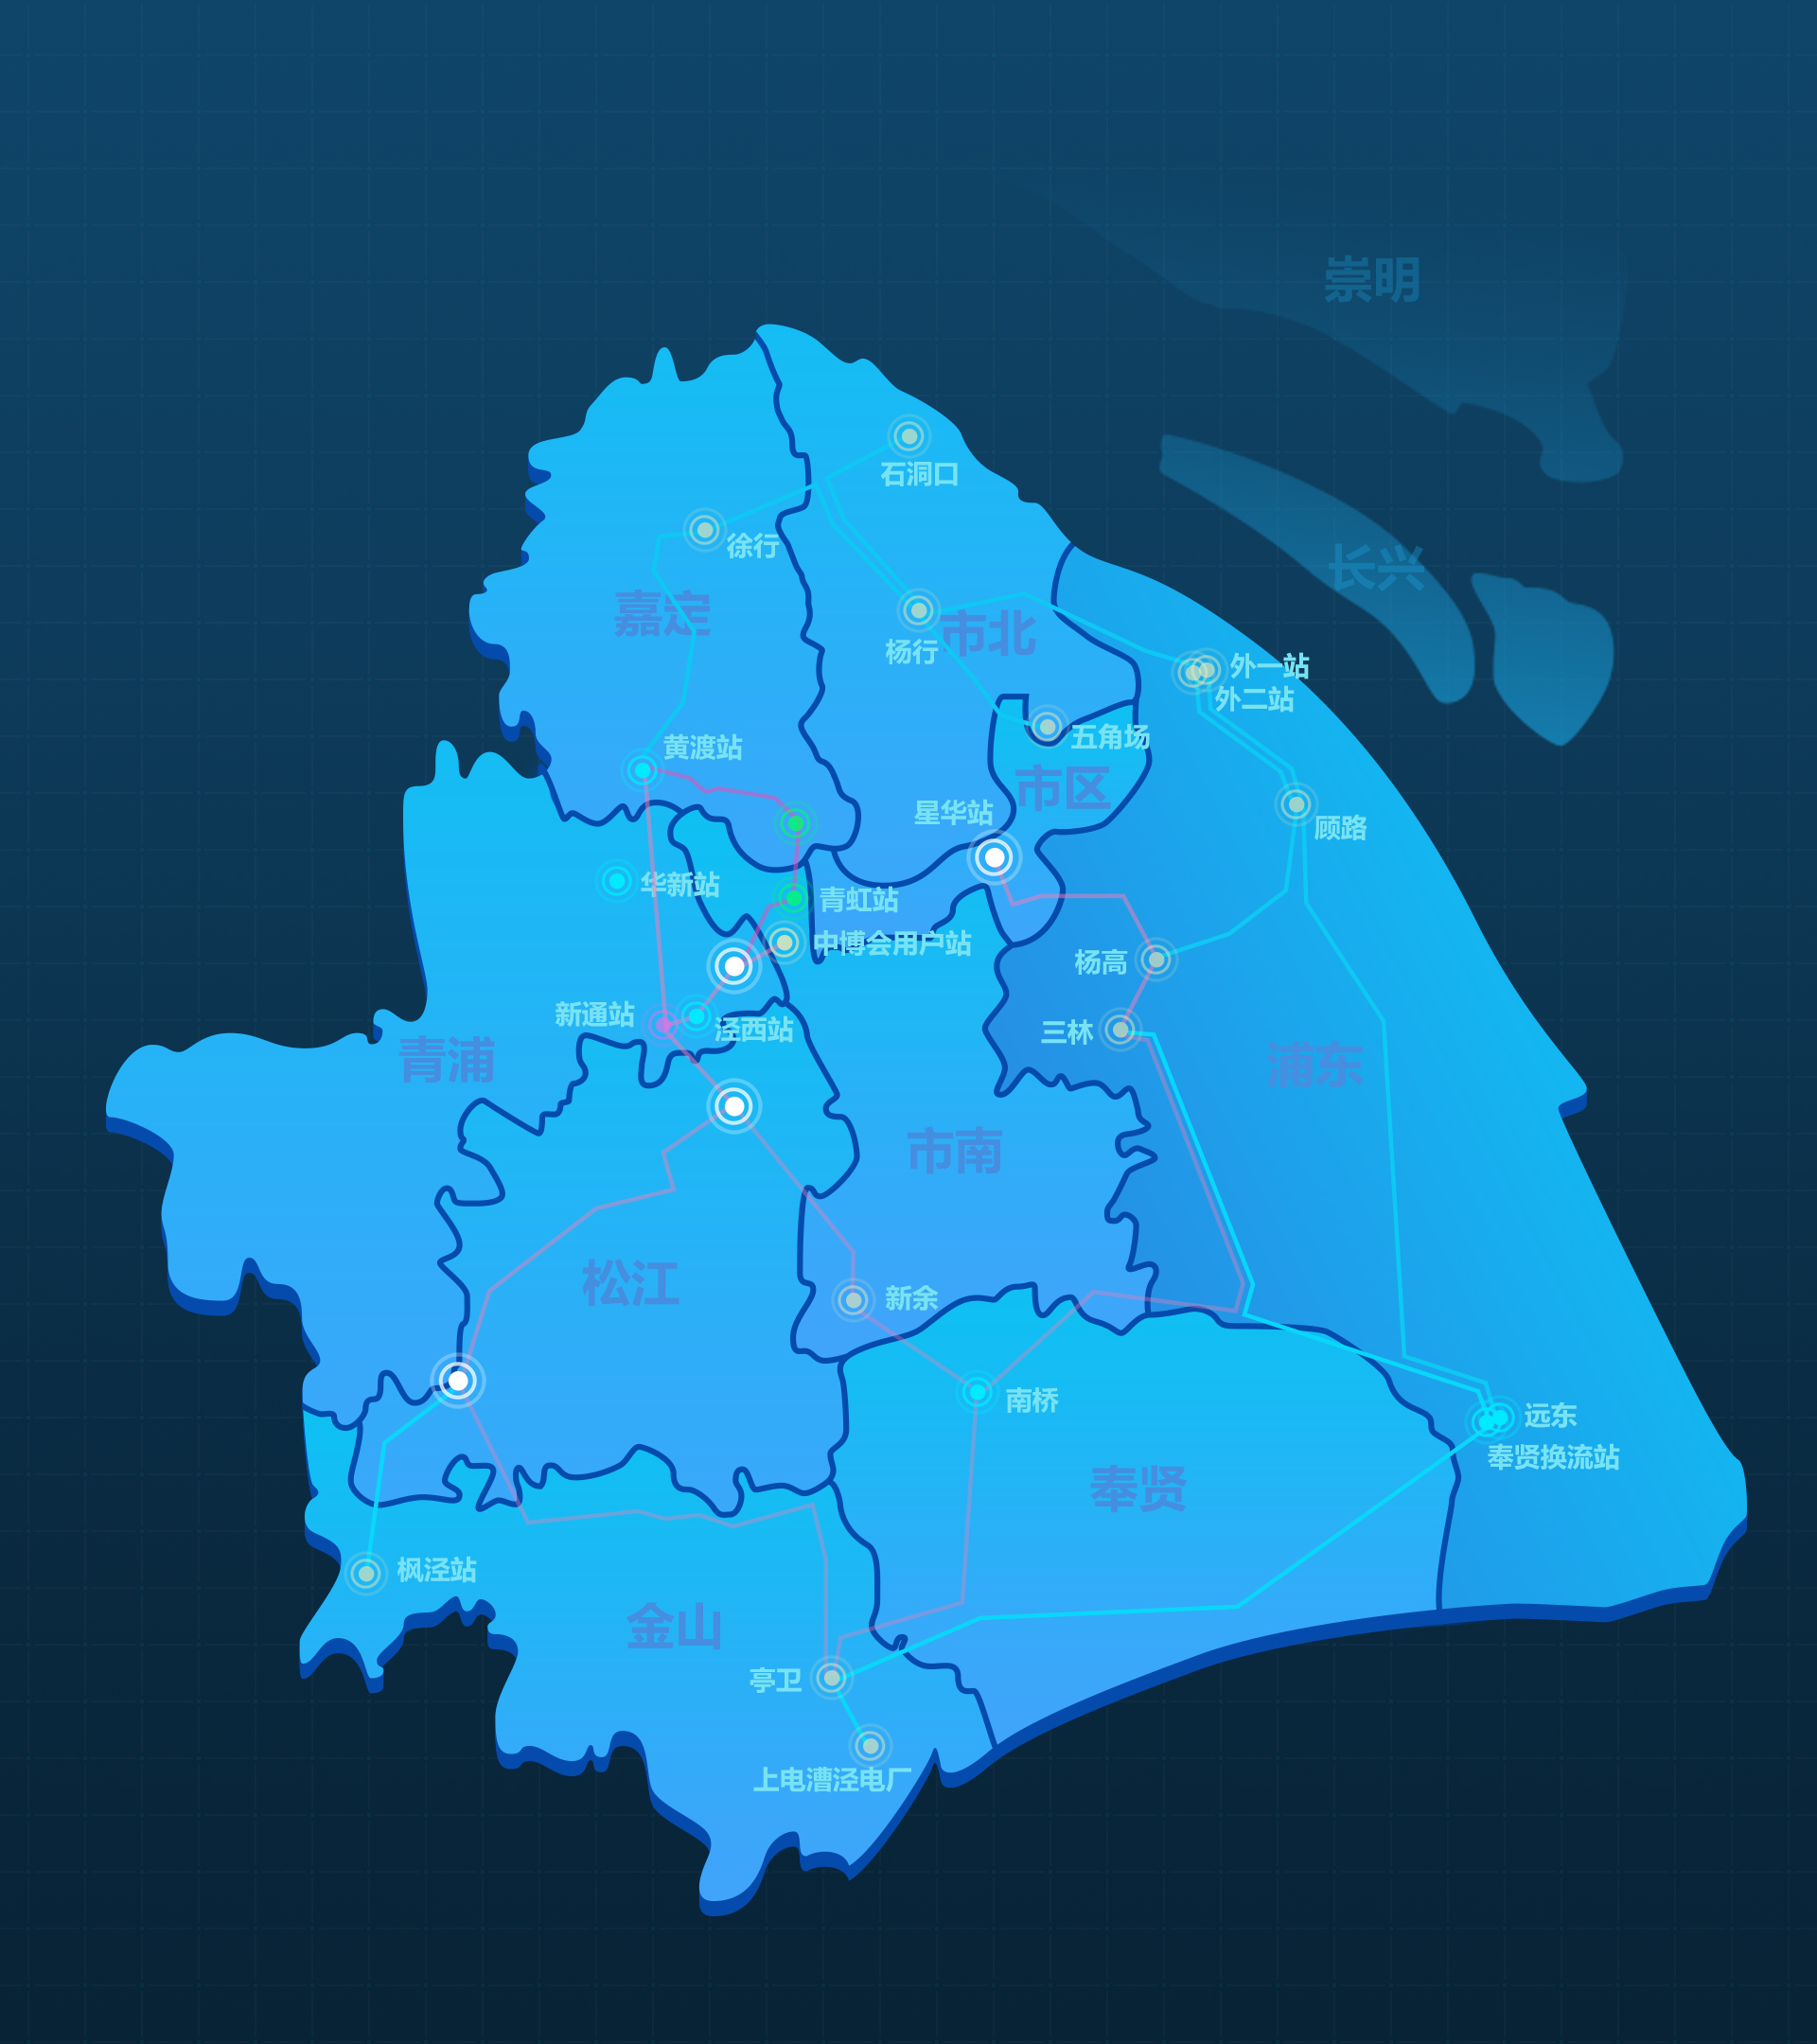 崇明
石洞口
徐行
长兴
嘉定
市北
杨行
外一站
外二站
黄渡站
五角场
市区
星华站
顾路
华新站
青虹站
中博会用户站
杨高
新通站
泾西站
三林
青浦
浦东
市南
松江
新余
南桥
远东
奉贤换流站
奉贤
枫泾站
金山
亭卫
上电漕泾电厂